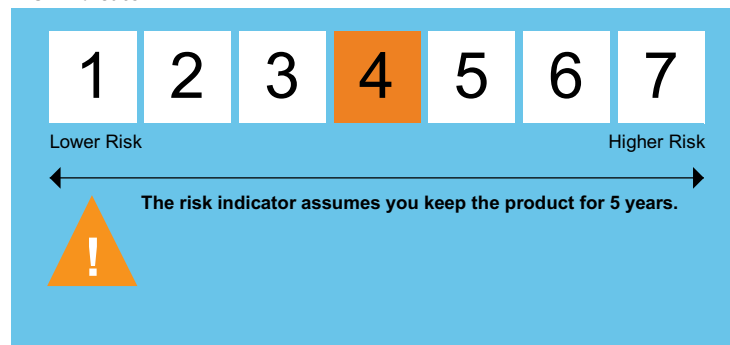 1 2 3 4 5 6 7
Lower Risk Higher Risk
The risk indicator assumes you keep the product for 5 years.
!